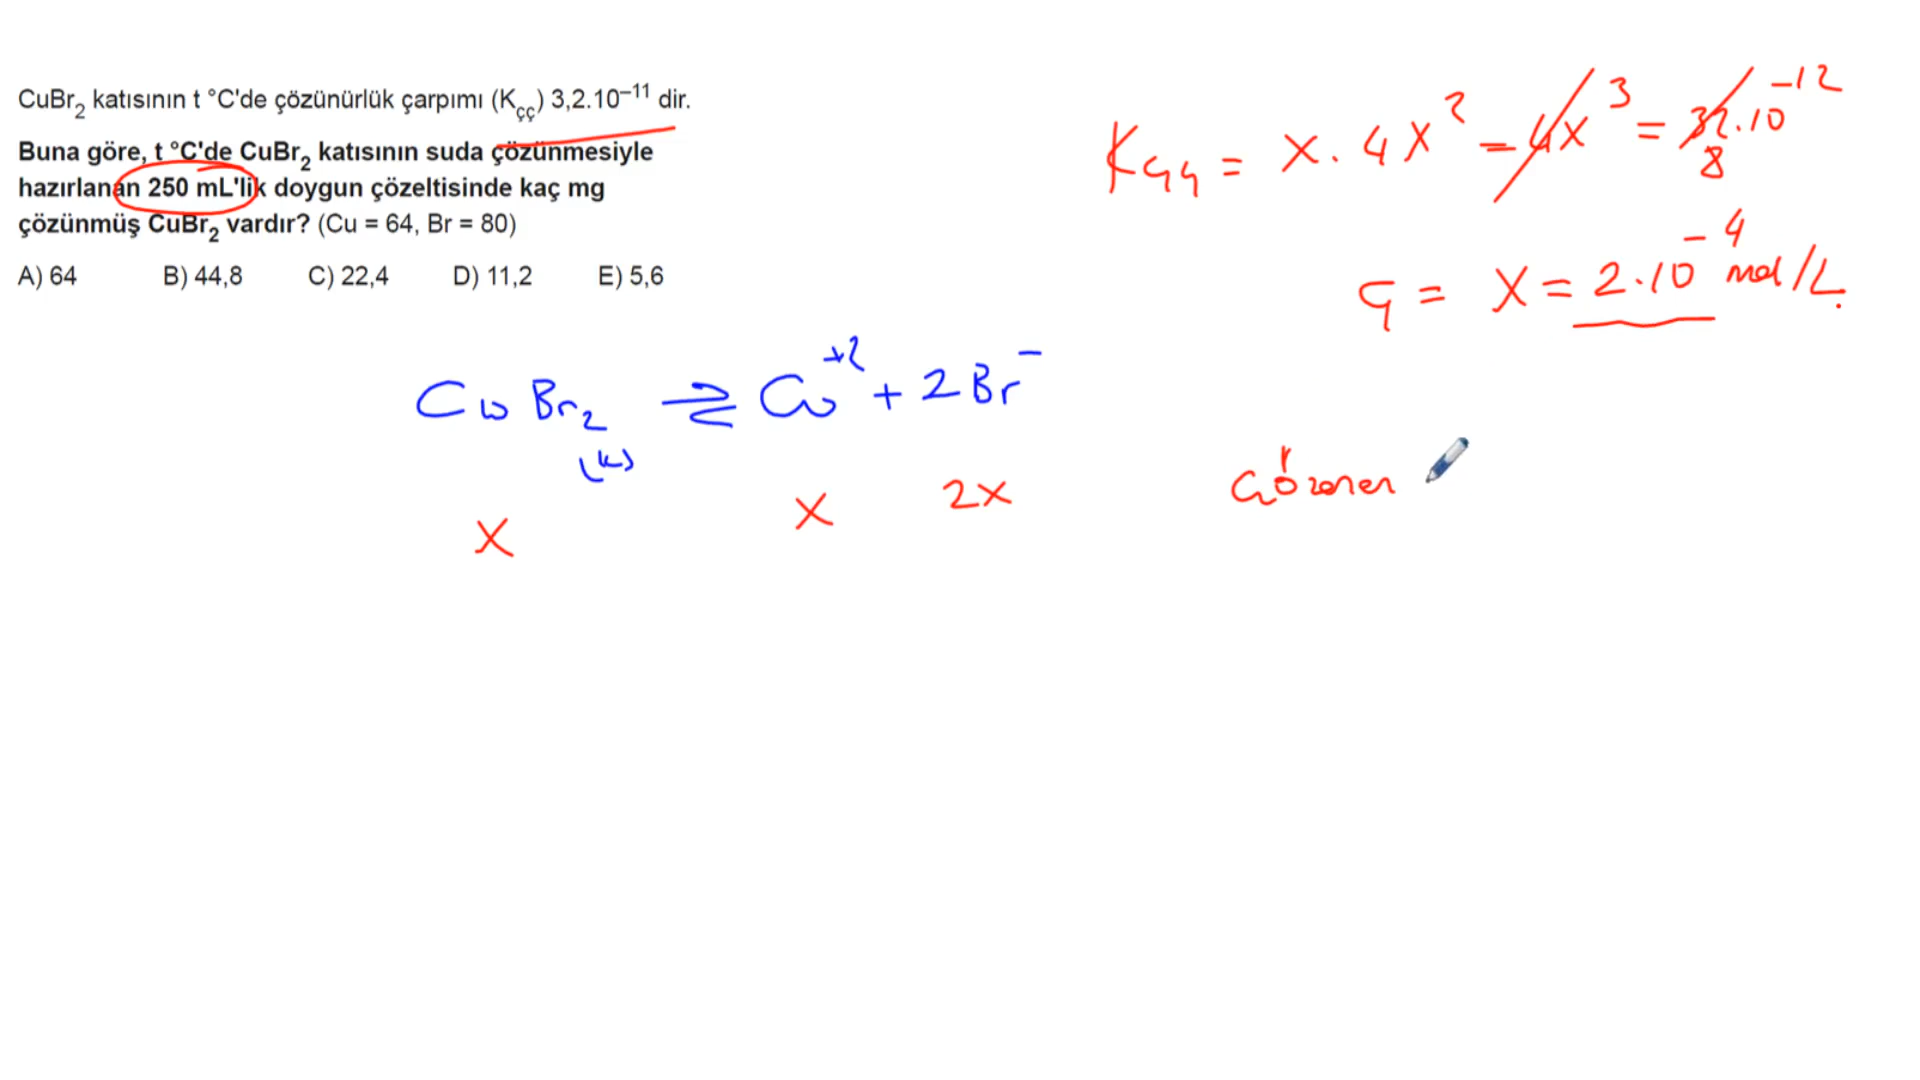 CuBr₂ katısının t °C'de çözünürlük çarpımı (Kçç) 3,2.10⁻¹¹ dir.
Buna göre, t °C'de CuBr₂ katısının suda çözünmesiyle
hazırlanan 250 mL'lik doygun çözeltisinde kaç mg
çözünmüş CuBr₂ vardır? (Cu = 64, Br = 80)
A) 64 B) 44,8 C) 22,4 D) 11,2 E) 5,6
Kçç = x . 4x² = 4x³ = 32.10⁻¹²
8
ç = x = 2.10⁻⁴ mol/L
CuBr₂ ⇌ Cu⁺² + 2Br⁻
(k)
x x 2x
Çözünen